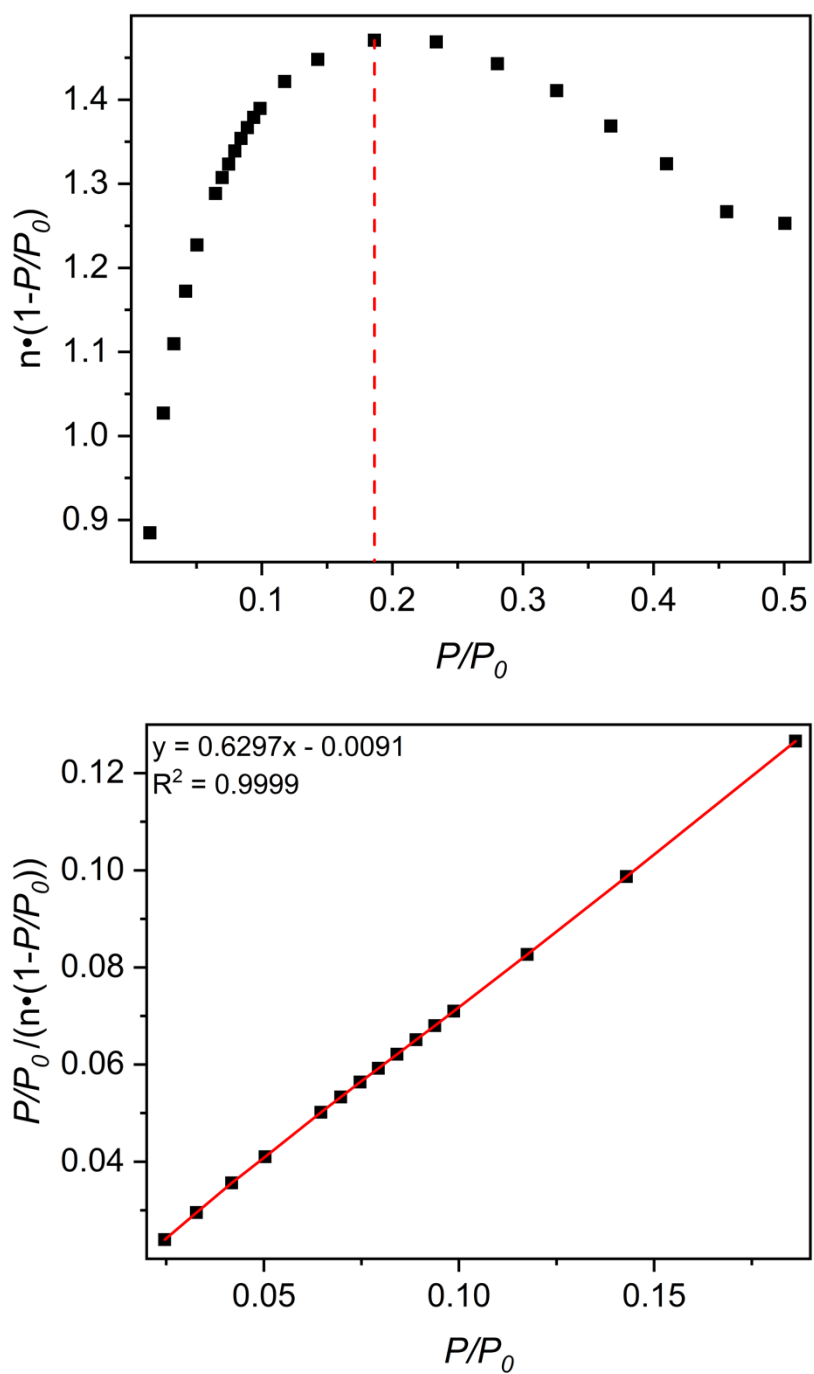 n•(1-P/P0)
1.4
1.3
1.2
1.1
1.0
0.9
0.1 0.2 0.3 0.4 0.5
P/P0
y = 0.6297x - 0.0091
R2 = 0.9999
P/P0/(n•(1-P/P0))
0.12
0.10
0.08
0.06
0.04
0.05 0.10 0.15
P/P0